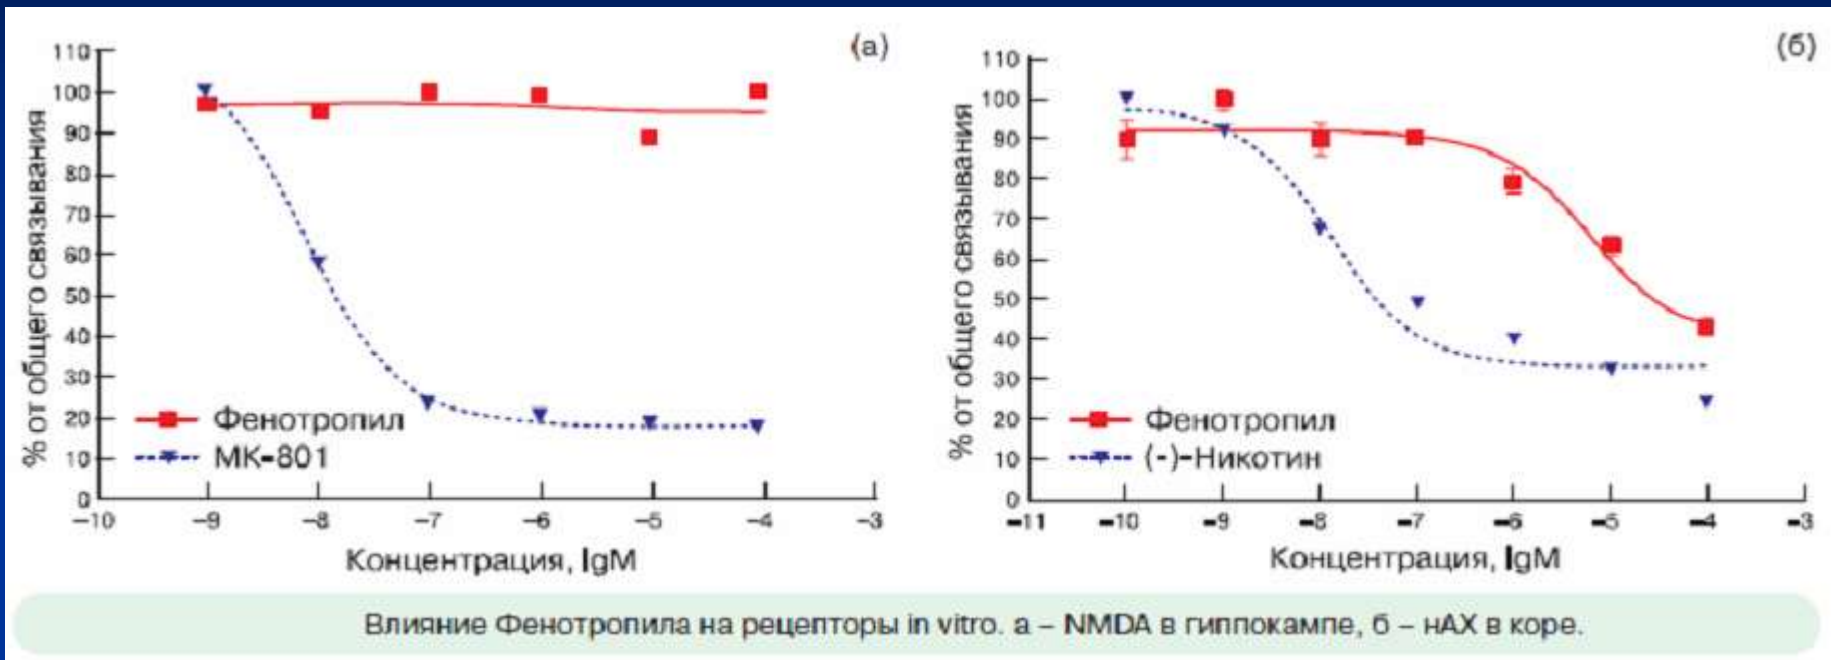 (а)
% от общего связывания
110
100
90
80
70
60
50
40
30
20
10
0
Фенотропил
МК-801
–10 –9 –8 –7 –6 –5 –4 –3
Концентрация, lgM
(б)
% от общего связывания
110
100
90
80
70
60
50
40
30
20
10
0
Фенотропил
(-)-Никотин
–11 –10 –9 –8 –7 –6 –5 –4 –3
Концентрация, lgM
Влияние Фенотропила на рецепторы in vitro. а – NMDA в гиппокампе, б – нАХ в коре.